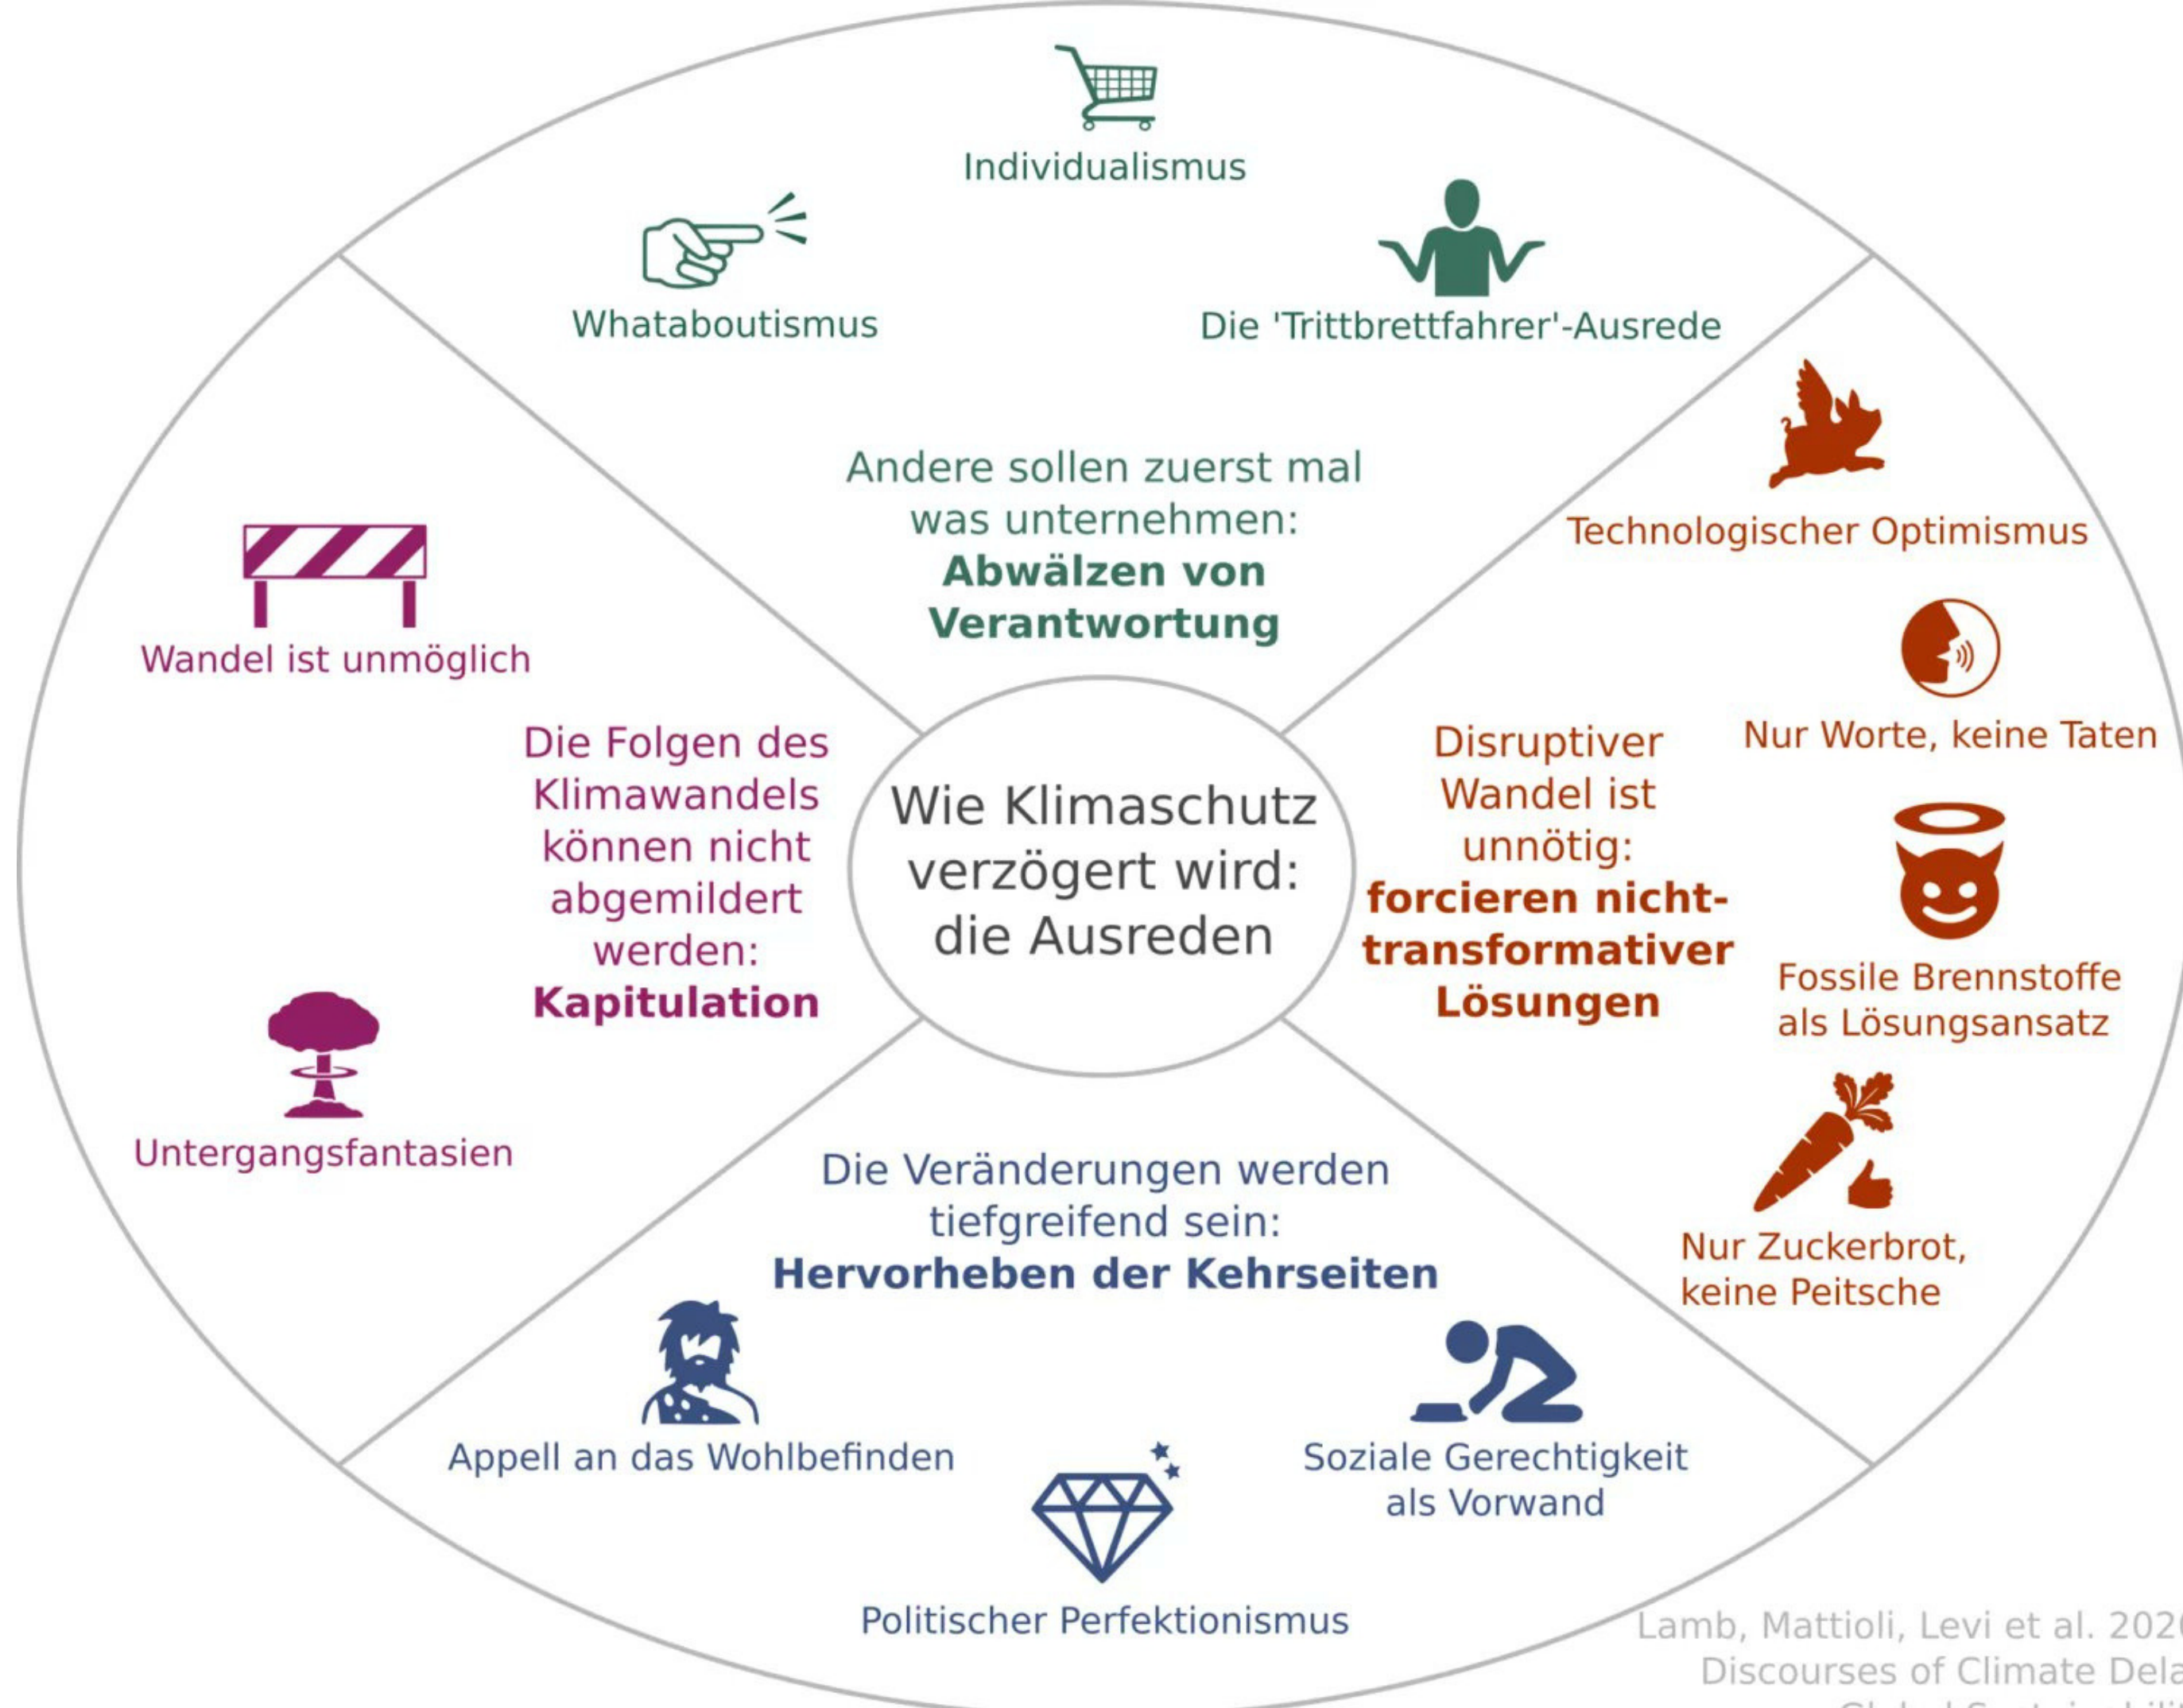 Individualismus
Whataboutismus
Die 'Trittbrettfahrer'-Ausrede
Andere sollen zuerst mal
was unternehmen:
Abwälzen von
Verantwortung
Technologischer Optimismus
Nur Worte, keine Taten
Disruptiver
Wandel ist
unnötig:
forcieren nicht-
transformativer
Lösungen
Fossile Brennstoffe
als Lösungsansatz
Nur Zuckerbrot,
keine Peitsche
Wie Klimaschutz
verzögert wird:
die Ausreden
Wandel ist unmöglich
Die Folgen des
Klimawandels
können nicht
abgemildert
werden:
Kapitulation
Untergangsfantasien
Die Veränderungen werden
tiefgreifend sein:
Hervorheben der Kehrseiten
Appell an das Wohlbefinden
Soziale Gerechtigkeit
als Vorwand
Politischer Perfektionismus
Lamb, Mattioli, Levi et al.
Discourses of Climate